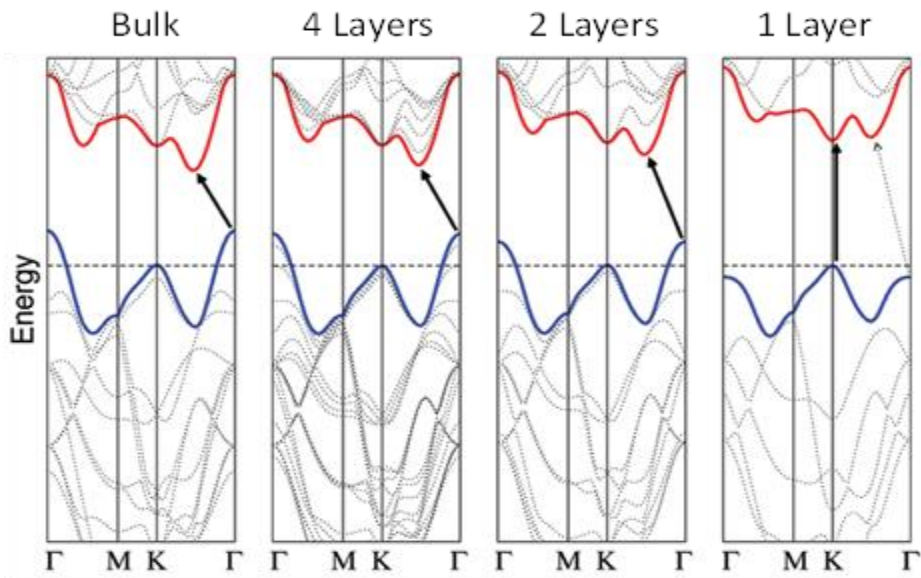 Bulk
4 Layers
2 Layers
1 Layer
Energy
Γ M K Γ
Γ M K Γ
Γ M K Γ
Γ M K Γ